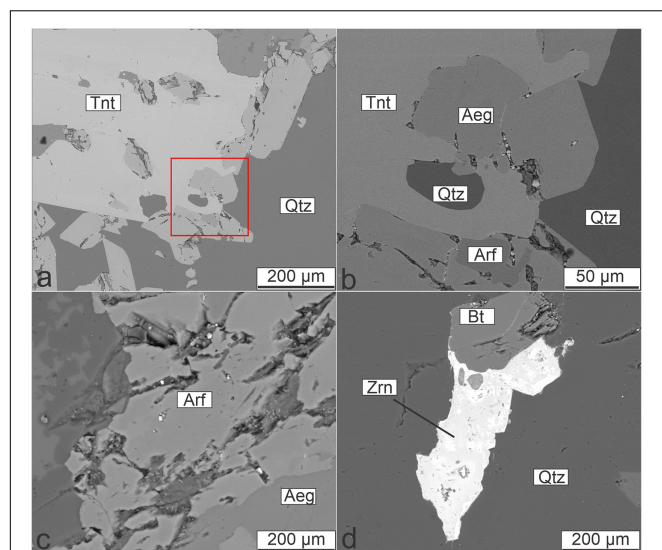 Tnt
Qtz
a
200 µm
Tnt
Aeg
Qtz
Qtz
Arf
b
50 µm
Arf
Aeg
c
200 µm
Bt
Zrn
Qtz
d
200 µm